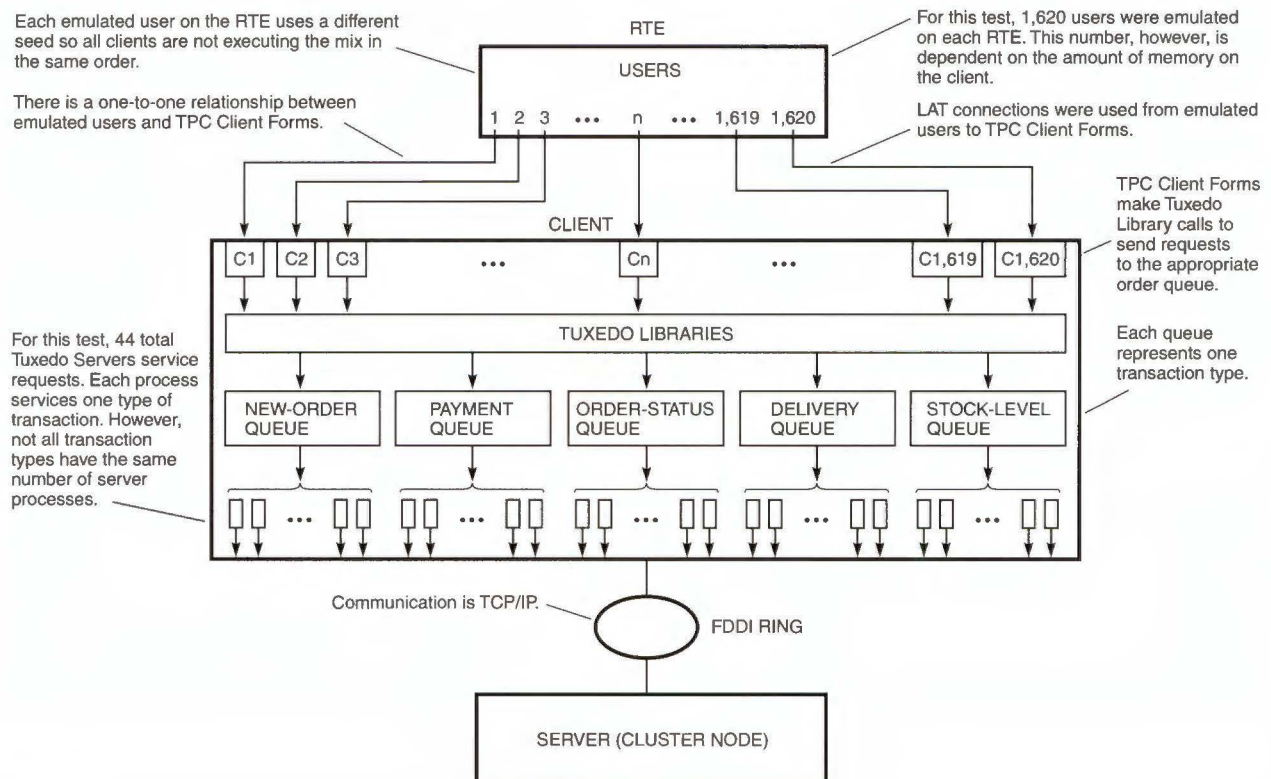 Each emulated user on the RTE uses a different
seed so all clients are not executing the mix in
the same order.
There is a one-to-one relationship between
emulated users and TPC Client Forms.
RTE
USERS
1 2 3 ••• n ••• 1,619 1,620
For this test, 1,620 users were emulated
on each RTE. This number, however, is
dependent on the amount of memory on
the client.
LAT connections were used from emulated
users to TPC Client Forms.
CLIENT
C1 C2 C3 ••• Cn ••• C1,619 C1,620
TPC Client Forms
make Tuxedo
Library calls to
send requests
to the appropriate
order queue.
TUXEDO LIBRARIES
For this test, 44 total
Tuxedo Servers service
requests. Each process
services one type of
transaction. However,
not all transaction
types have the same
number of server
processes.
Each queue
represents one
transaction type.
NEW-ORDER
QUEUE
PAYMENT
QUEUE
ORDER-STATUS
QUEUE
DELIVERY
QUEUE
STOCK-LEVEL
QUEUE
••• ••• ••• ••• •••
Communication is TCP/IP.
FDDI RING
SERVER (CLUSTER NODE)